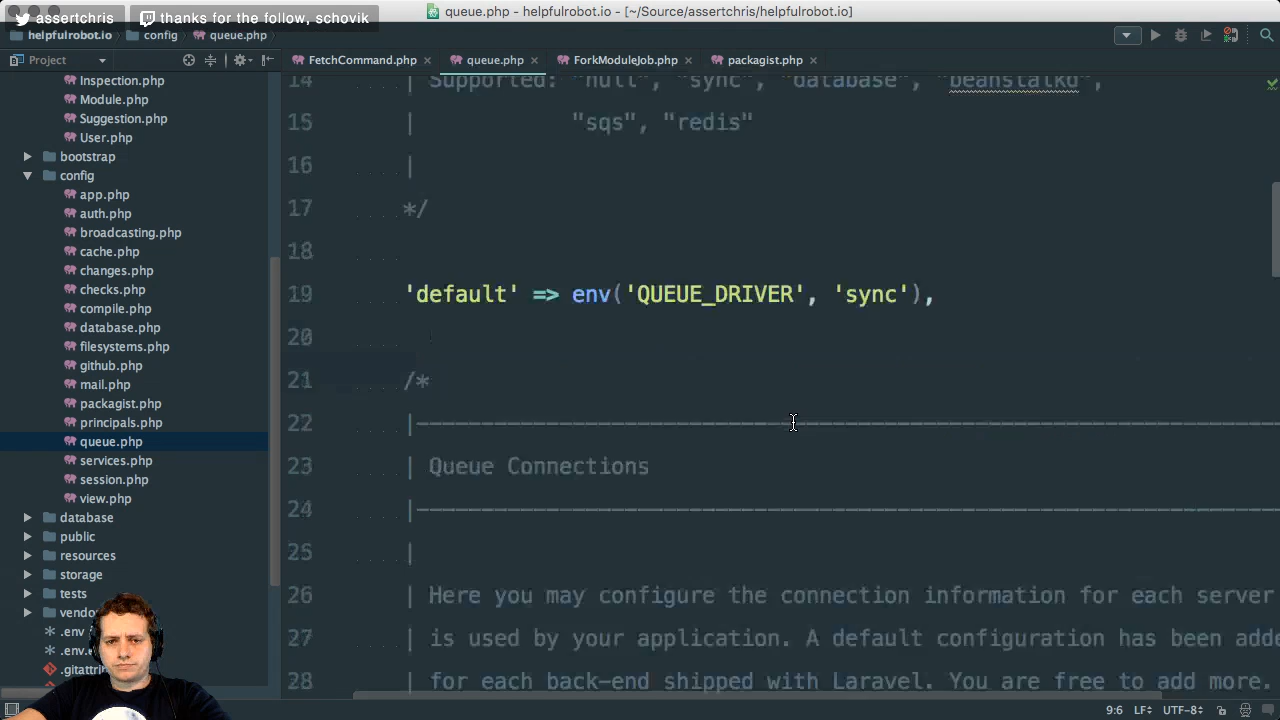 assertchris
thanks for the follow, schovik
queue.php - helpfulrobot.io - [~/Source/assertchris/helpfulrobot.io]
helpfulrobot.io
config
queue.php
Project
FetchCommand.php
queue.php
ForkModuleJob.php
packagist.php
Inspection.php
Module.php
Suggestion.php
User.php
bootstrap
config
app.php
auth.php
broadcasting.php
cache.php
changes.php
checks.php
compile.php
database.php
filesystems.php
github.php
mail.php
packagist.php
principals.php
queue.php
services.php
session.php
view.php
database
public
resources
storage
tests
.env
14 | Supported: "null", "sync", "database", "beanstalkd",
15 | "sqs", "redis"
16 |
17 */
18
19 'default' => env('QUEUE_DRIVER', 'sync'),
20
21 /*
22 |--------------------------------------------------------------------------
23 | Queue Connections
24 |--------------------------------------------------------------------------
25 |
26 | Here you may configure the connection information for each server
27 | is used by your application. A default configuration has been adde
28 | for each back-end shipped with Laravel. You are free to add more.
9:6 LF UTF-8